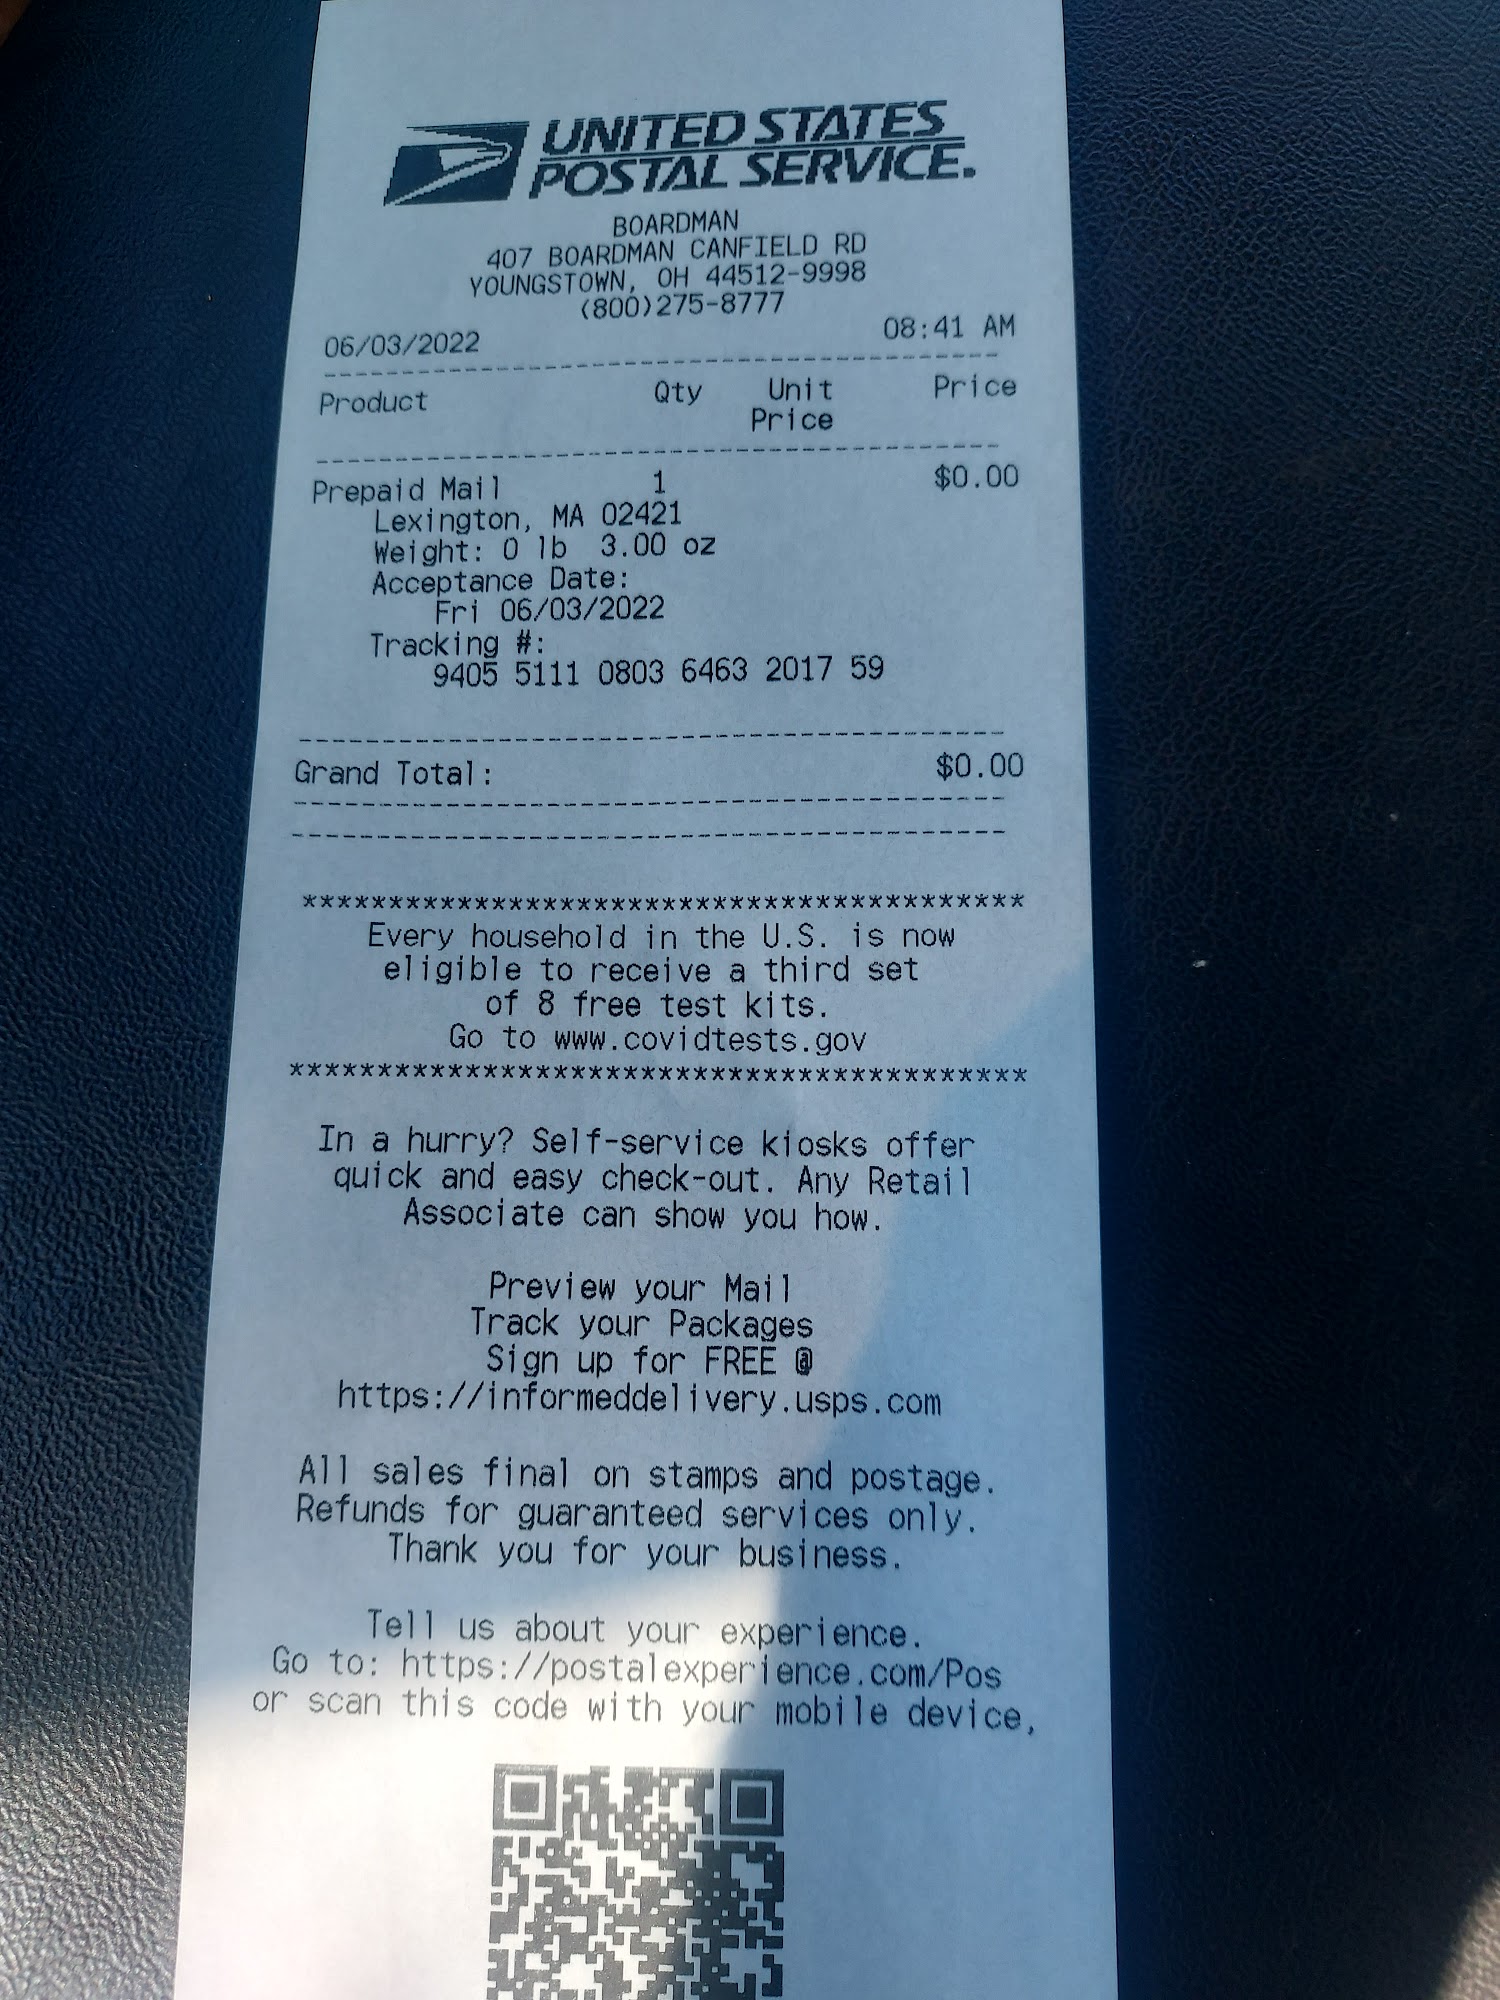 UNITED STATES
POSTAL SERVICE.
BOARDMAN
407 BOARDMAN CANFIELD RD
YOUNGSTOWN, OH 44512-9998
(800)275-8777
06/03/2022 08:41 AM
Product Qty Unit Price
Price
Prepaid Mail 1 $0.00
Lexington, MA 02421
Weight: 0 lb 3.00 oz
Acceptance Date:
Fri 06/03/2022
Tracking #:
9405 5111 0803 6463 2017 59
Grand Total: $0.00
******************************************
Every household in the U.S. is now
eligible to receive a third set
of 8 free test kits.
Go to www.covidtests.gov
******************************************
In a hurry? Self-service kiosks offer
quick and easy check-out. Any Retail
Associate can show you how.
Preview your Mail
Track your Packages
Sign up for FREE @
https://informeddelivery.usps.com
All sales final on stamps and postage.
Refunds for guaranteed services only.
Thank you for your business.
Tell us about your experience.
Go to: https://postalexperience.com/Pos
or scan this code with your mobile device,